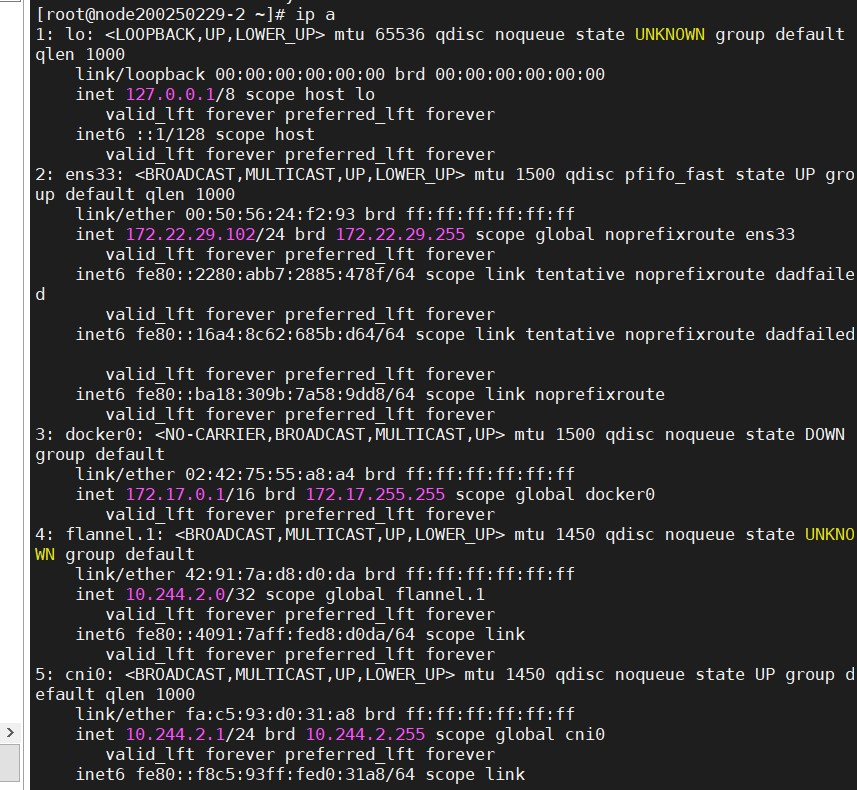 [root@node200250229-2 ~]# ip a
1: lo: <LOOPBACK,UP,LOWER_UP> mtu 65536 qdisc noqueue state UNKNOWN group default
qlen 1000
    link/loopback 00:00:00:00:00:00 brd 00:00:00:00:00:00
    inet 127.0.0.1/8 scope host lo
       valid_lft forever preferred_lft forever
    inet6 ::1/128 scope host
       valid_lft forever preferred_lft forever
2: ens33: <BROADCAST,MULTICAST,UP,LOWER_UP> mtu 1500 qdisc pfifo_fast state UP gro
up default qlen 1000
    link/ether 00:50:56:24:f2:93 brd ff:ff:ff:ff:ff:ff
    inet 172.22.29.102/24 brd 172.22.29.255 scope global noprefixroute ens33
       valid_lft forever preferred_lft forever
    inet6 fe80::2280:abb7:2885:478f/64 scope link tentative noprefixroute dadfaile
d
       valid_lft forever preferred_lft forever
    inet6 fe80::16a4:8c62:685b:d64/64 scope link tentative noprefixroute dadfailed
       valid_lft forever preferred_lft forever
    inet6 fe80::ba18:309b:7a58:9dd8/64 scope link noprefixroute
       valid_lft forever preferred_lft forever
3: docker0: <NO-CARRIER,BROADCAST,MULTICAST,UP> mtu 1500 qdisc noqueue state DOWN
group default
    link/ether 02:42:75:55:a8:a4 brd ff:ff:ff:ff:ff:ff
    inet 172.17.0.1/16 brd 172.17.255.255 scope global docker0
       valid_lft forever preferred_lft forever
4: flannel.1: <BROADCAST,MULTICAST,UP,LOWER_UP> mtu 1450 qdisc noqueue state UNKNO
WN group default
    link/ether 42:91:7a:d8:d0:da brd ff:ff:ff:ff:ff:ff
    inet 10.244.2.0/32 scope global flannel.1
       valid_lft forever preferred_lft forever
    inet6 fe80::4091:7aff:fed8:d0da/64 scope link
       valid_lft forever preferred_lft forever
5: cni0: <BROADCAST,MULTICAST,UP,LOWER_UP> mtu 1450 qdisc noqueue state UP group d
efault qlen 1000
    link/ether fa:c5:93:d0:31:a8 brd ff:ff:ff:ff:ff:ff
    inet 10.244.2.1/24 brd 10.244.2.255 scope global cni0
       valid_lft forever preferred_lft forever
    inet6 fe80::f8c5:93ff:fed0:31a8/64 scope link